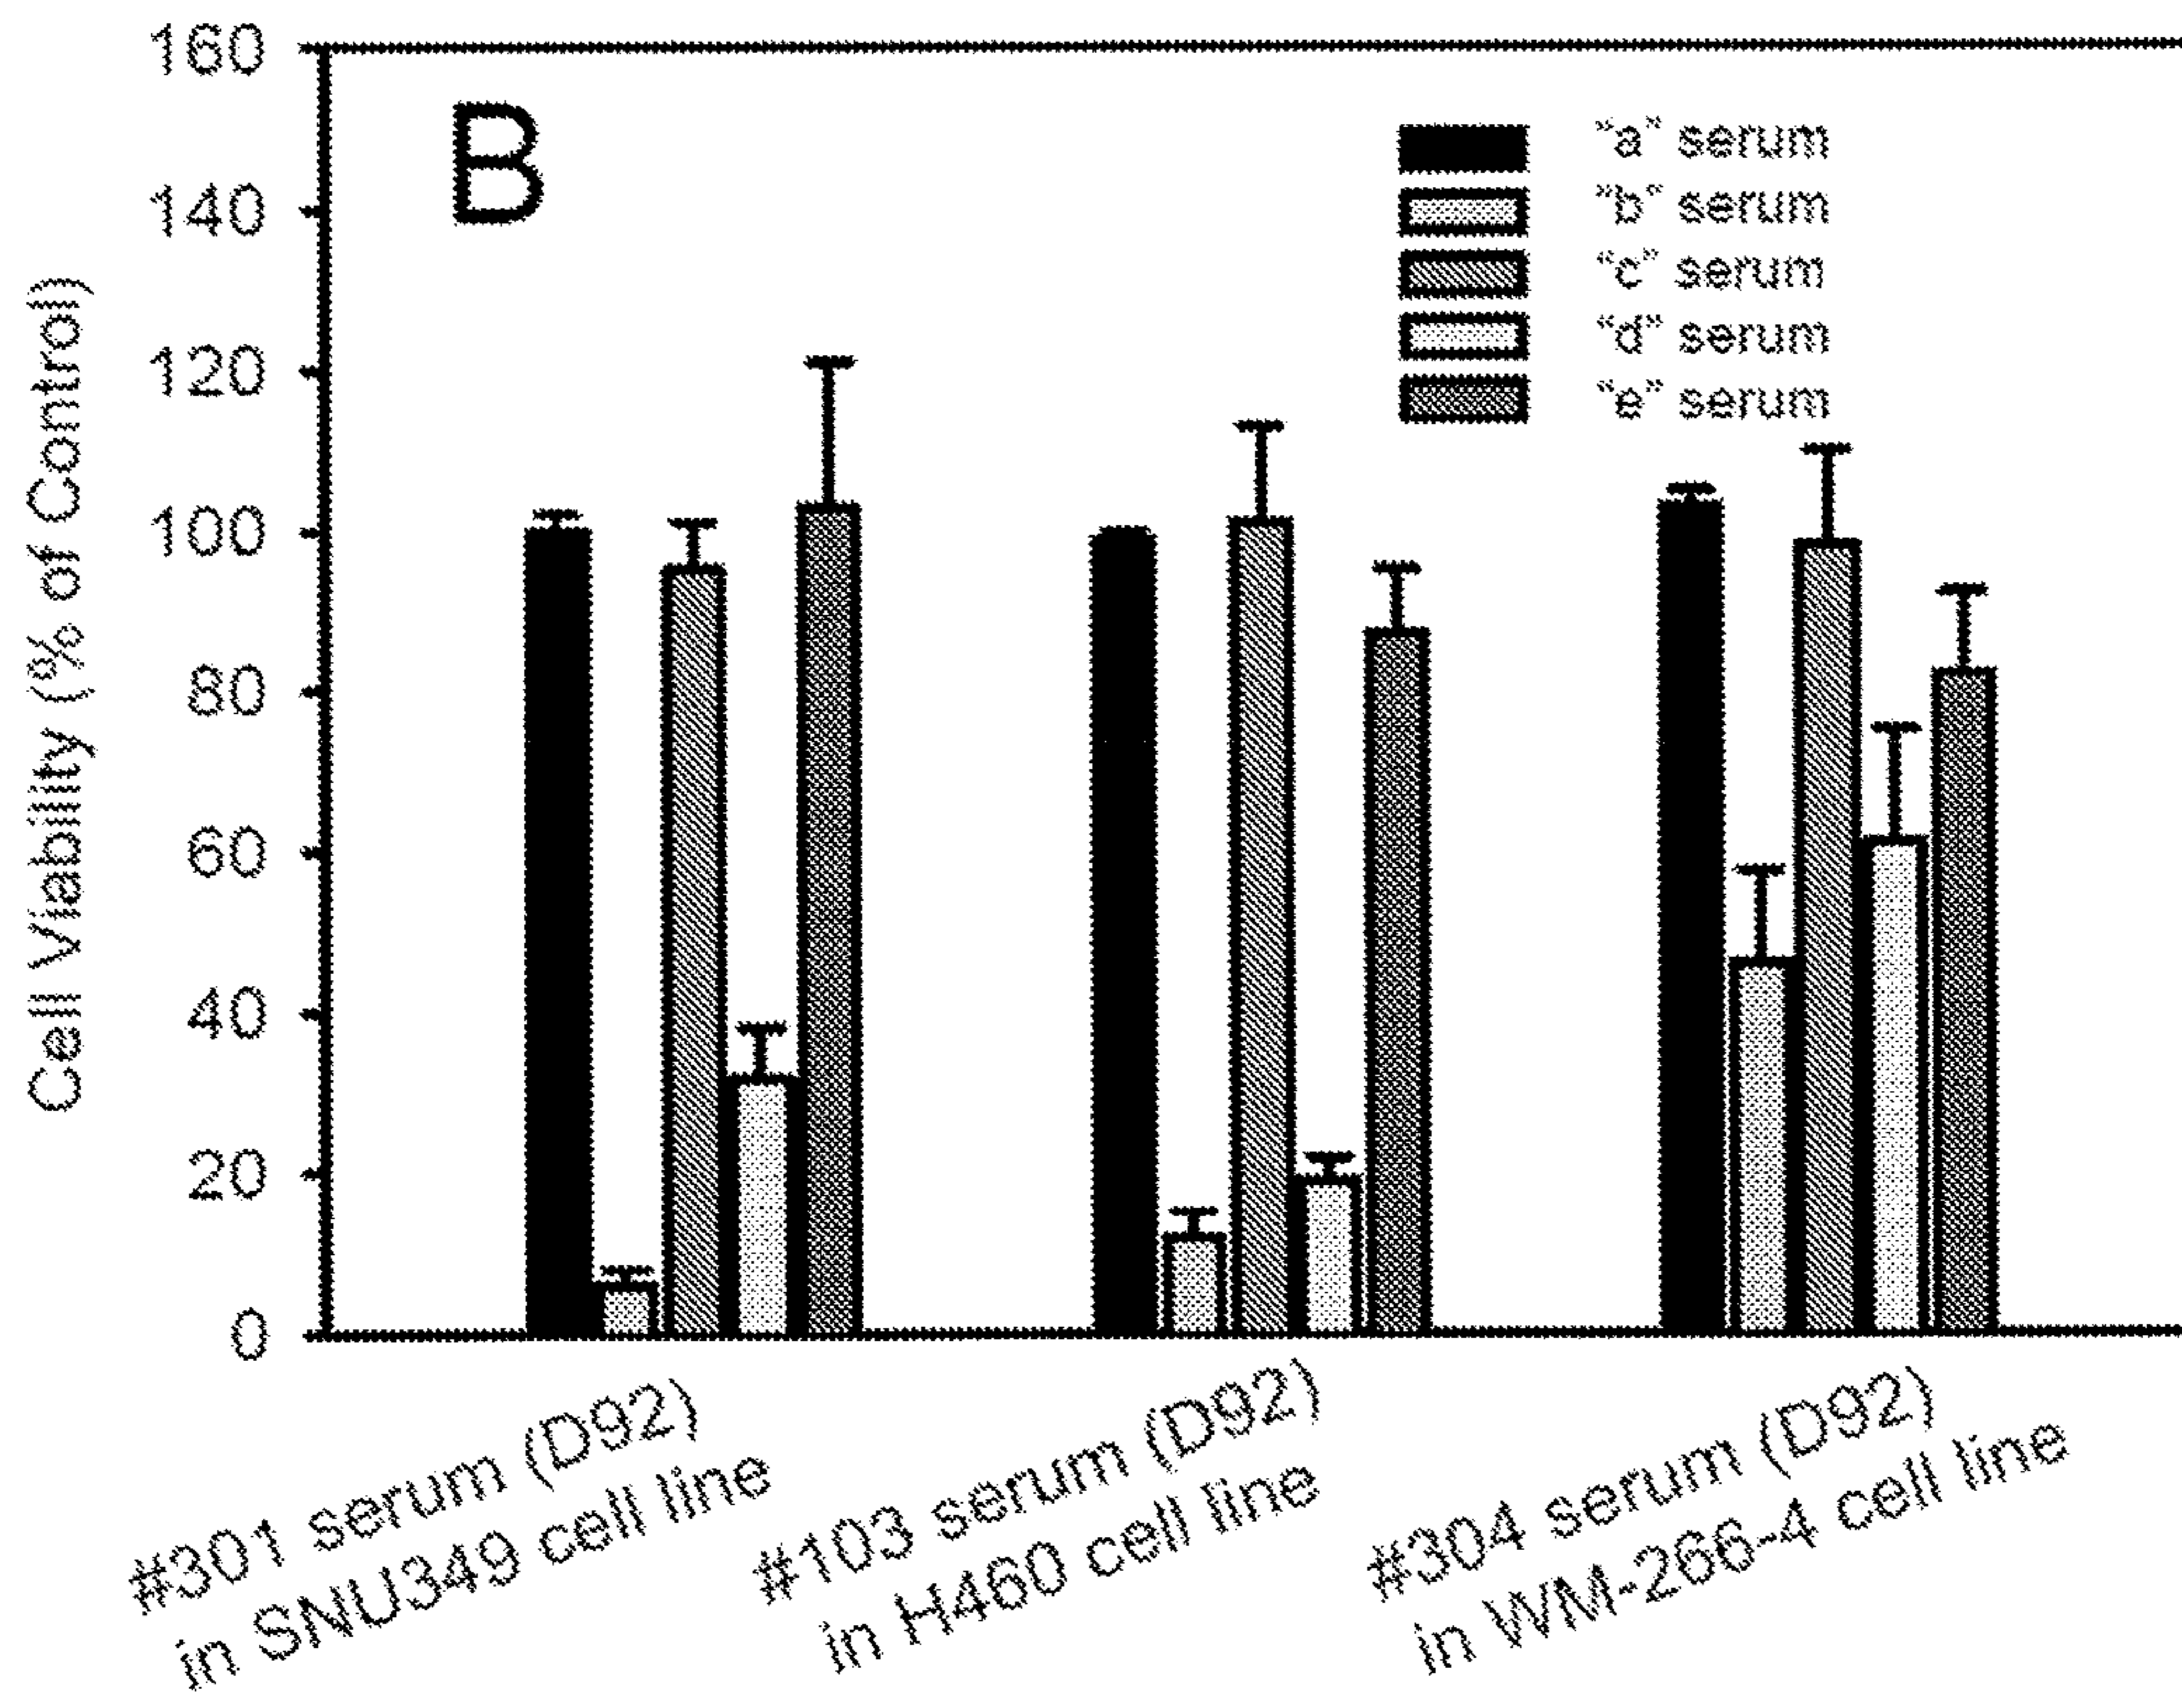 160
140
120
100
80
60
40
20
0
Cell Viability (% of Control)
B
"a" serum
"b" serum
"c" serum
"d" serum
"e" serum
#301 serum (D92)
in SNU349 cell line
#103 serum (D92)
in H460 cell line
#304 serum (D92)
in WM-266-4 cell line